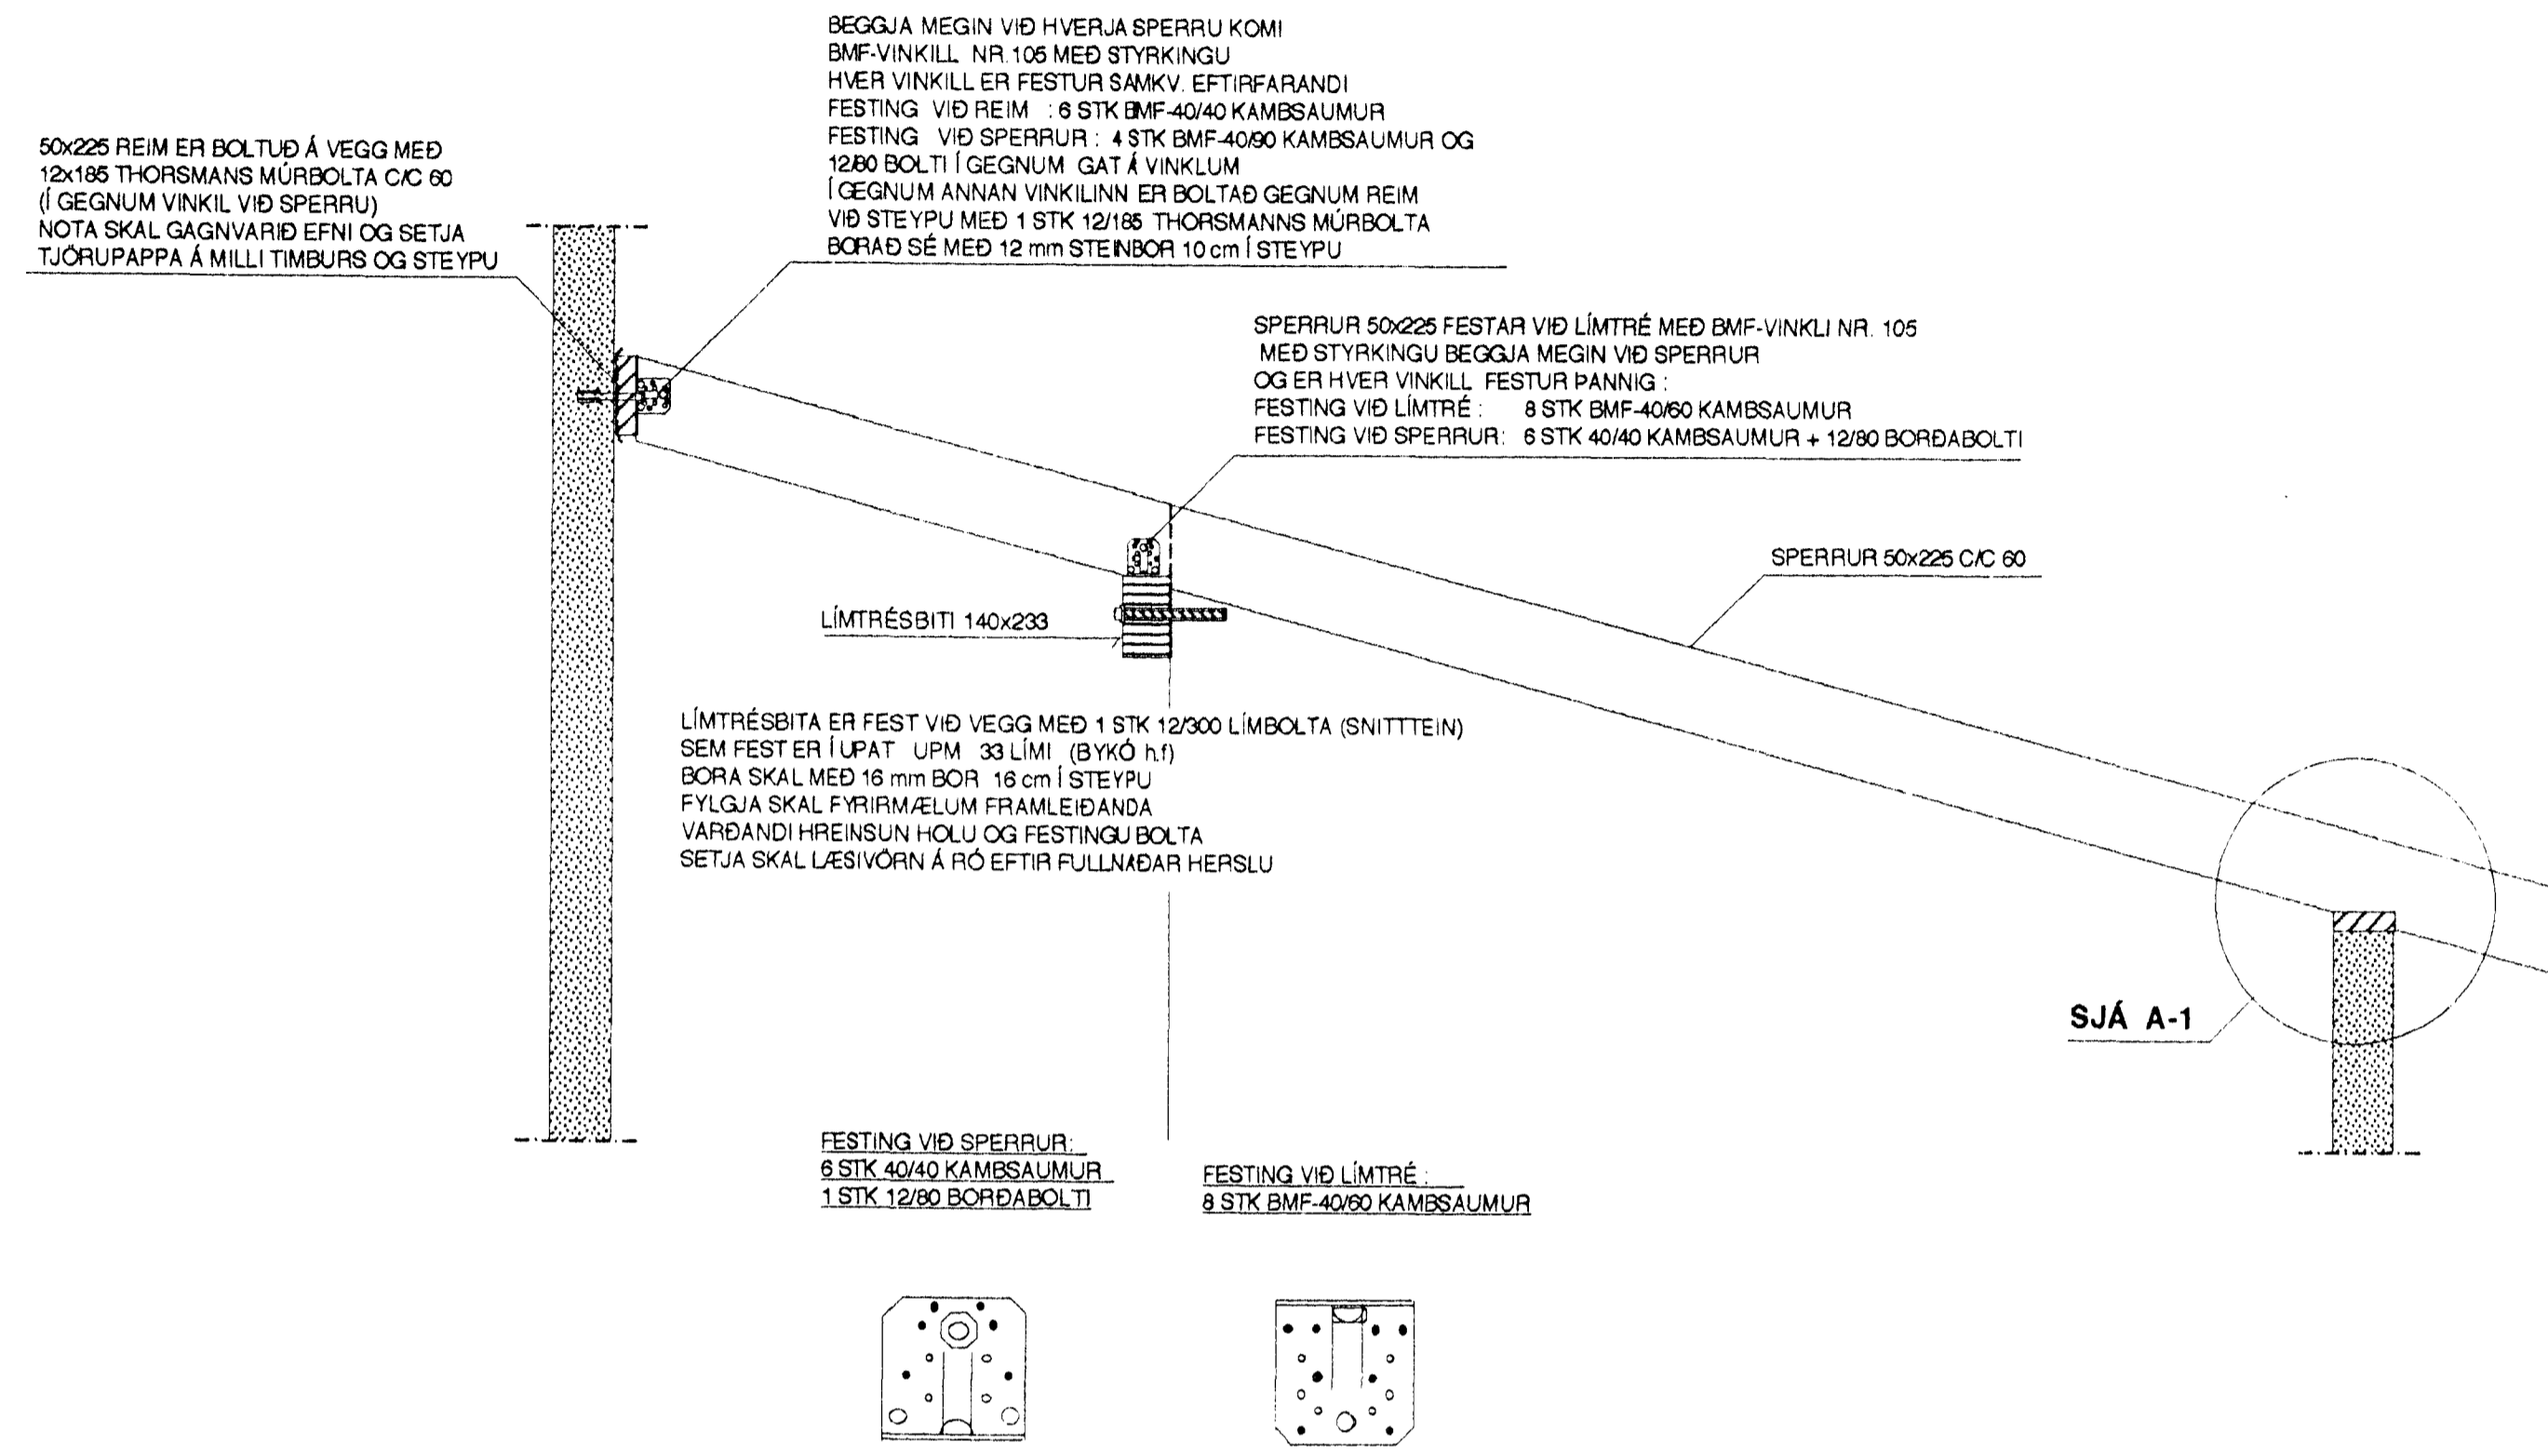 BEGGJA MEGIN VIÐ HVERJA SPERRU KOMI
BMF-VINKILL NR. 105 MEÐ STYRKINGU
HVER VINKILL ER FESTUR SAMKV. EFTIRFARANDI
FESTING VIÐ REIM : 6 STK BMF-40/40 KAMBSAUMUR
FESTING VIÐ SPERRUR : 4 STK BMF-40/90 KAMBSAUMUR OG
12/80 BOLTI Í GEGNUM GAT Á VINKLUM
Í GEGNUM ANNAN VINKILINN ER BOLTAÐ GEGNUM REIM
VIÐ STEYPU MEÐ 1 STK 12/185 THORSMANNS MÚRBOLTA
BORAÐ SÉ MEÐ 12 mm STEINBOR 10 cm Í STEYPU
50x225 REIM ER BOLTUÐ Á VEGG MEÐ
12x185 THORSMANS MÚRBOLTA C/C 60
(Í GEGNUM VINKIL VIÐ SPERRU)
NOTA SKAL GAGNVARIÐ EFNI OG SETJA
TJÖRUPAPPA Á MILLI TIMBURS OG STEYPU
SPERRUR 50x225 FESTAR VIÐ LÍMTRÉ MEÐ BMF-VINKLI NR. 105
MEÐ STYRKINGU BEGGJA MEGIN VIÐ SPERRUR
OG ER HVER VINKILL FESTUR ÞANNIG :
FESTING VIÐ LÍMTRÉ : 8 STK BMF-40/60 KAMBSAUMUR
FESTING VIÐ SPERRUR: 6 STK 40/40 KAMBSAUMUR + 12/80 BORÐABOLTI
SPERRUR 50x225 C/C 60
LÍMTRÉSBITI 140x233
LÍMTRÉSBITA ER FEST VIÐ VEGG MEÐ 1 STK 12/300 LÍMBOLTA (SNITTTEIN)
SEM FEST ER Í UPAT UPM 33 LÍMI (BYKÓ h.f)
BORA SKAL MEÐ 16 mm BOR 16 cm Í STEYPU
FYLGJA SKAL FYRIRMÆLUM FRAMLEIÐANDA
VARÐANDI HREINSUN HOLU OG FESTINGU BOLTA
SETJA SKAL LÆSIVÖRN Á RÓ EFTIR FULLNAÐAR HERSLU
SJÁ A-1
FESTING VIÐ SPERRUR:
6 STK 40/40 KAMBSAUMUR
1 STK 12/80 BORÐABOLTI
FESTING VIÐ LÍMTRÉ :
8 STK BMF-40/60 KAMBSAUMUR